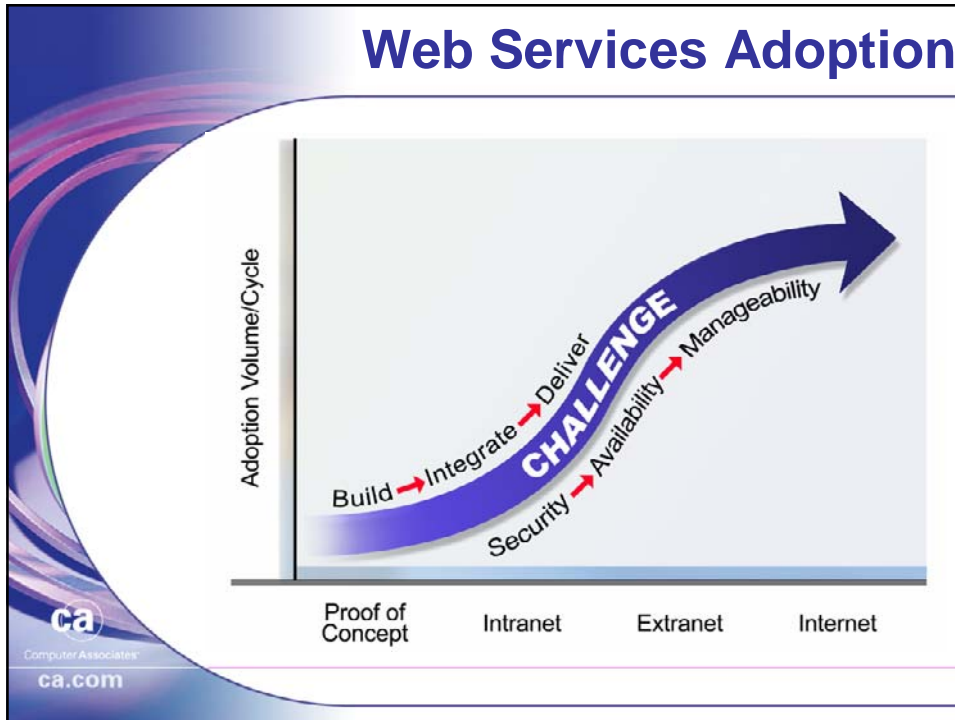 Web Services Adoption
Adoption Volume/Cycle
Build → Integrate → Deliver
CHALLENGE
Security → Availability → Manageability
Proof of
Concept
Intranet
Extranet
Internet
ca
Computer Associates®
ca.com